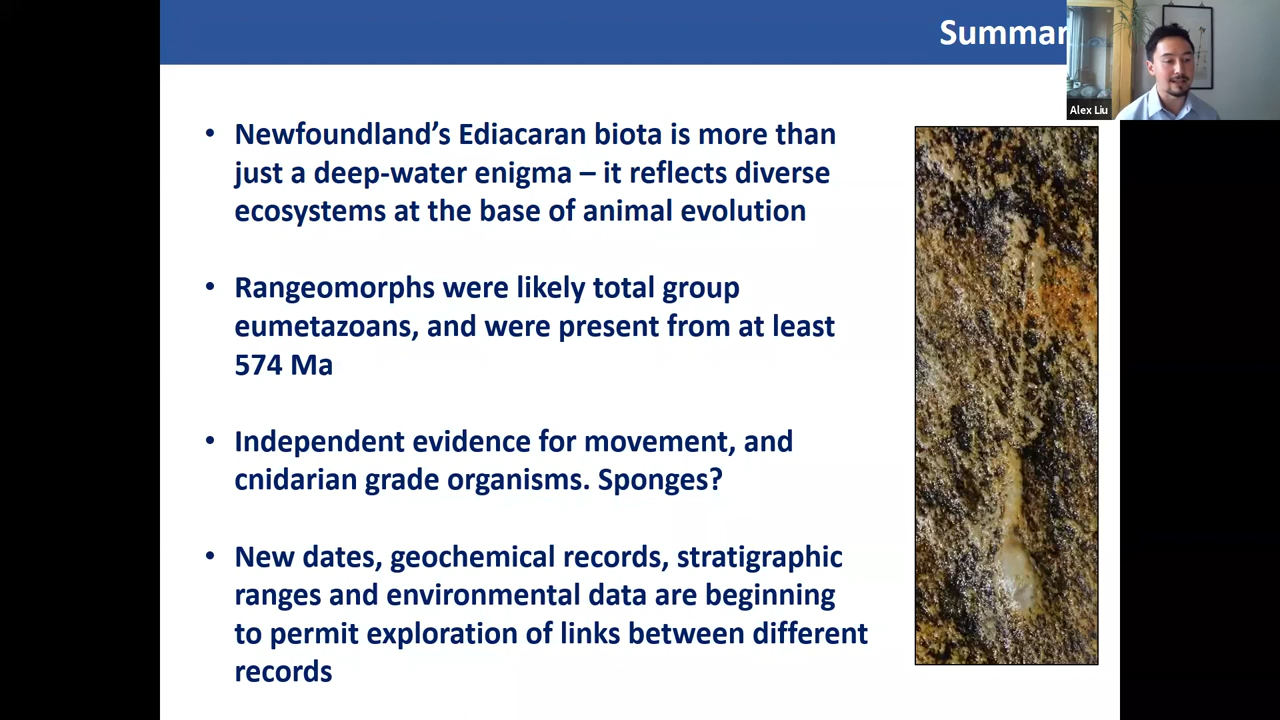 Summar
Alex Liu
• Newfoundland’s Ediacaran biota is more than
just a deep-water enigma – it reflects diverse
ecosystems at the base of animal evolution
• Rangeomorphs were likely total group
eumetazoans, and were present from at least
574 Ma
• Independent evidence for movement, and
cnidarian grade organisms. Sponges?
• New dates, geochemical records, stratigraphic
ranges and environmental data are beginning
to permit exploration of links between different
records